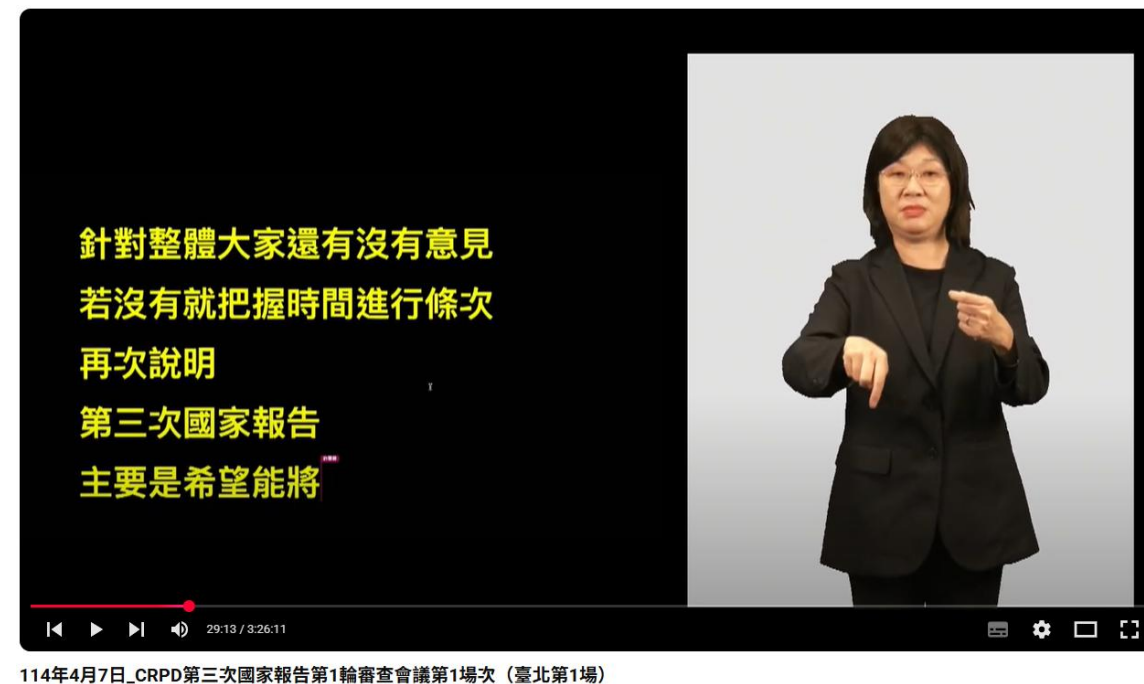 針對整體大家還有沒有意見
若沒有就把握時間進行條次
再次說明
第三次國家報告
主要是希望能將
29:13 / 3:26:11
114年4月7日_CRPD第三次國家報告第1輪審查會議第1場次（臺北第1場）